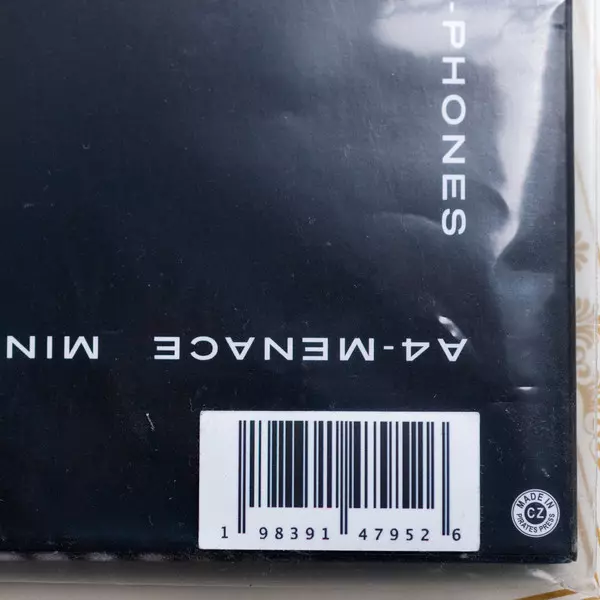 -PHONES
A4-MENACE MIN
1 98391 47952 6
MADE IN
CZ
PIRATES PRESS